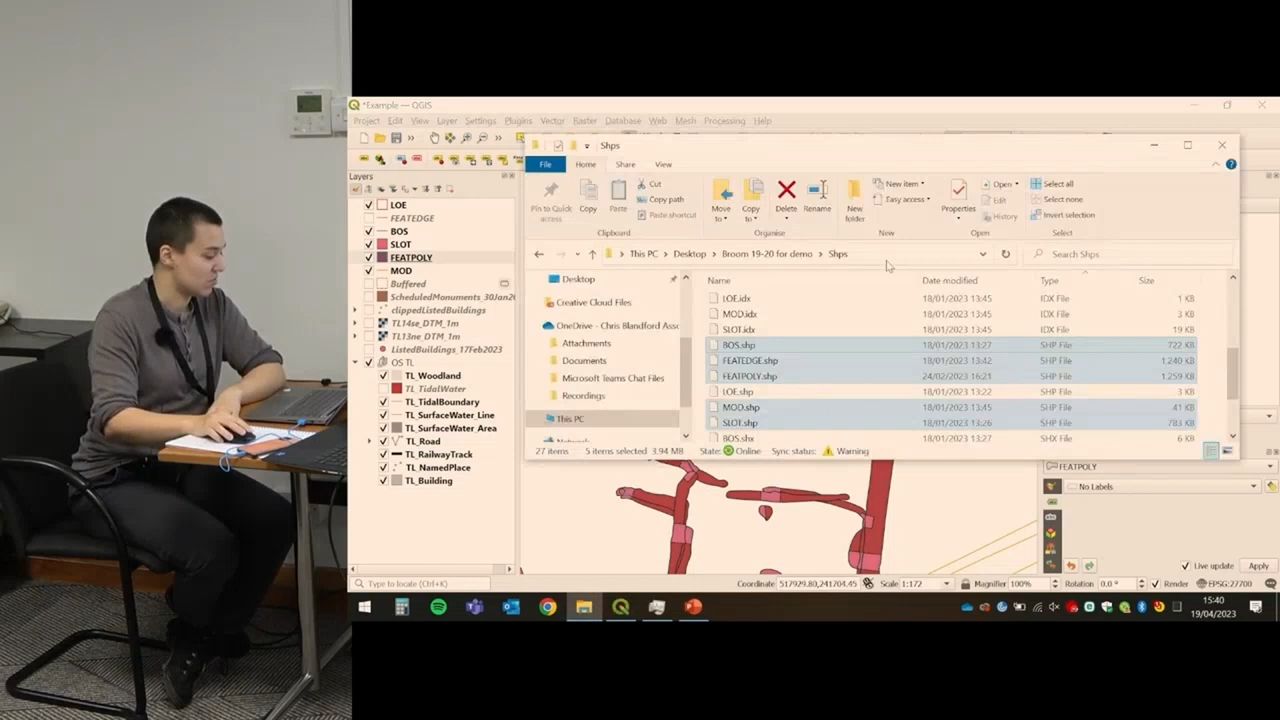 *Example — QGIS
Project Edit View Layer Settings Plugins Vector Raster Database Web Mesh Processing Help
Shps
File Home Share View
Pin to Quick access
Copy
Paste
Cut
Copy path
Paste shortcut
Clipboard
Move to
Copy to
Delete
Rename
Organise
New folder
New item
Easy access
New
Properties
Open
Edit
History
Open
Select all
Select none
Invert selection
Select
This PC > Desktop > Broom 19-20 for demo > Shps
Search Shps
Desktop
Creative Cloud Files
OneDrive - Chris Blandford Asso
Attachments
Documents
Microsoft Teams Chat Files
Recordings
This PC
Name Date modified Type Size
LOE.idx 18/01/2023 13:45 IDX File 1 KB
MOD.idx 18/01/2023 13:45 IDX File 3 KB
SLOT.idx 18/01/2023 13:45 IDX File 19 KB
BOS.shp 18/01/2023 13:27 SHP File 722 KB
FEATEDGE.shp 18/01/2023 13:42 SHP File 1,240 KB
FEATPOLY.shp 24/02/2023 16:21 SHP File 1,259 KB
LOE.shp 18/01/2023 13:22 SHP File 3 KB
MOD.shp 18/01/2023 13:45 SHP File 41 KB
SLOT.shp 18/01/2023 13:26 SHP File 783 KB
BOS.shx 18/01/2023 13:27 SHX File 6 KB
27 items 5 items selected 3.94 MB State: Online Sync status: Warning
Layers
LOE
FEATEDGE
BOS
SLOT
FEATPOLY
MOD
Buffered
ScheduledMonuments_30Jan20
clippedListedBuildings
TL14se_DTM_1m
TL13ne_DTM_1m
ListedBuildings_17Feb2023
OS TL
TL_Woodland
TL_TidalWater
TL_TidalBoundary
TL_SurfaceWater_Line
TL_SurfaceWater_Area
TL_Road
TL_RailwayTrack
TL_NamedPlace
TL_Building
FEATPOLY
No Labels
Live update Apply
Type to locate (Ctrl+K)
Coordinate 517929.80,241704.45 Scale 1:172 Magnifier 100% Rotation 0.0 ° Render EPSG:27700
15:40
19/04/2023